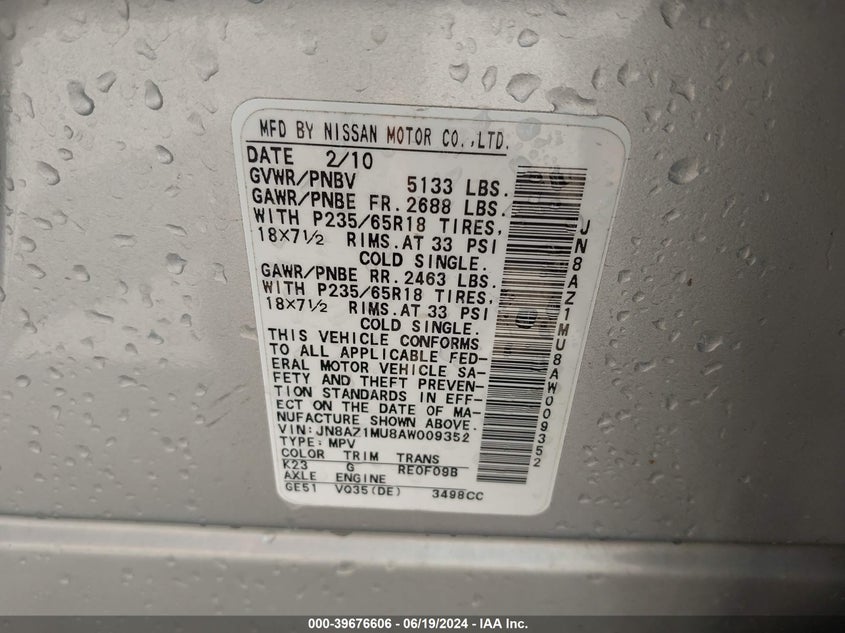 MFD BY NISSAN MOTOR CO.,LTD.
DATE 2/10
GVWR/PNBV 5133 LBS.
GAWR/PNBE FR.2688 LBS.
WITH P235/65R18 TIRES,
18X7½ RIMS.AT 33 PSI
COLD SINGLE.
GAWR/PNBE RR.2463 LBS.
WITH P235/65R18 TIRES,
18X7½ RIMS.AT 33 PSI
COLD SINGLE.
THIS VEHICLE CONFORMS
TO ALL APPLICABLE FED-
ERAL MOTOR VEHICLE SA-
FETY AND THEFT PREVEN-
TION STANDARDS IN EFF-
ECT ON THE DATE OF MA-
NUFACTURE SHOWN ABOVE.
VIN:JN8AZ1MU8AW009352
TYPE:MPV
COLOR TRIM TRANS
K23 G RE0F09B
AXLE ENGINE
GE51 VQ35(DE) 3498CC
JN8AZ1MU8AW009352
000-39676606 - 06/19/2024 - IAA Inc.